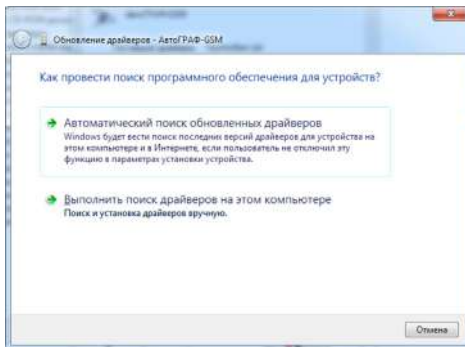 Обновление драйверов - АвтоГРАФ-GSM
Как провести поиск программного обеспечения для устройств?
Автоматический поиск обновленных драйверов
Windows будет вести поиск последних версий драйверов для устройства на
этом компьютере и в Интернете, если пользователь не отключил эту
функцию в параметрах установки устройства.
Выполнить поиск драйверов на этом компьютере
Поиск и установка драйверов вручную.
Отмена